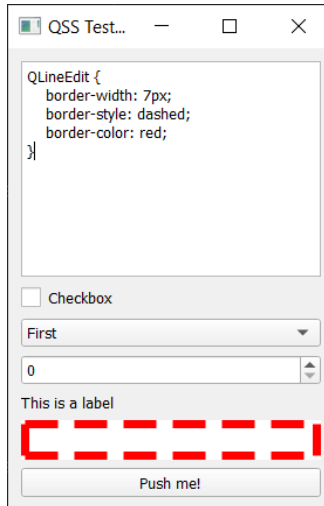 QSS Test...
QLineEdit {
    border-width: 7px;
    border-style: dashed;
    border-color: red;
}
Checkbox
First
0
This is a label
Push me!